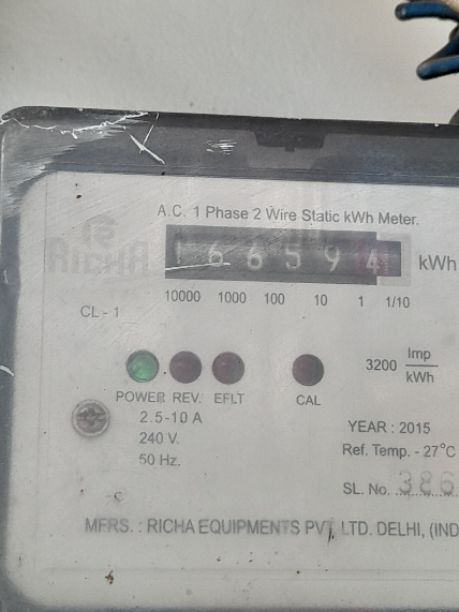 A.C. 1 Phase 2 Wire Static kWh Meter.
1 6 6 5 9 4 kWh
10000 1000 100 10 1 1/10
CL - 1
3200 Imp
kWh
POWER REV. EFLT CAL
2.5-10 A
240 V.
50 Hz.
YEAR : 2015
Ref. Temp. - 27°C
SL. No. 386
MFRS. : RICHA EQUIPMENTS PVT. LTD. DELHI, (IND